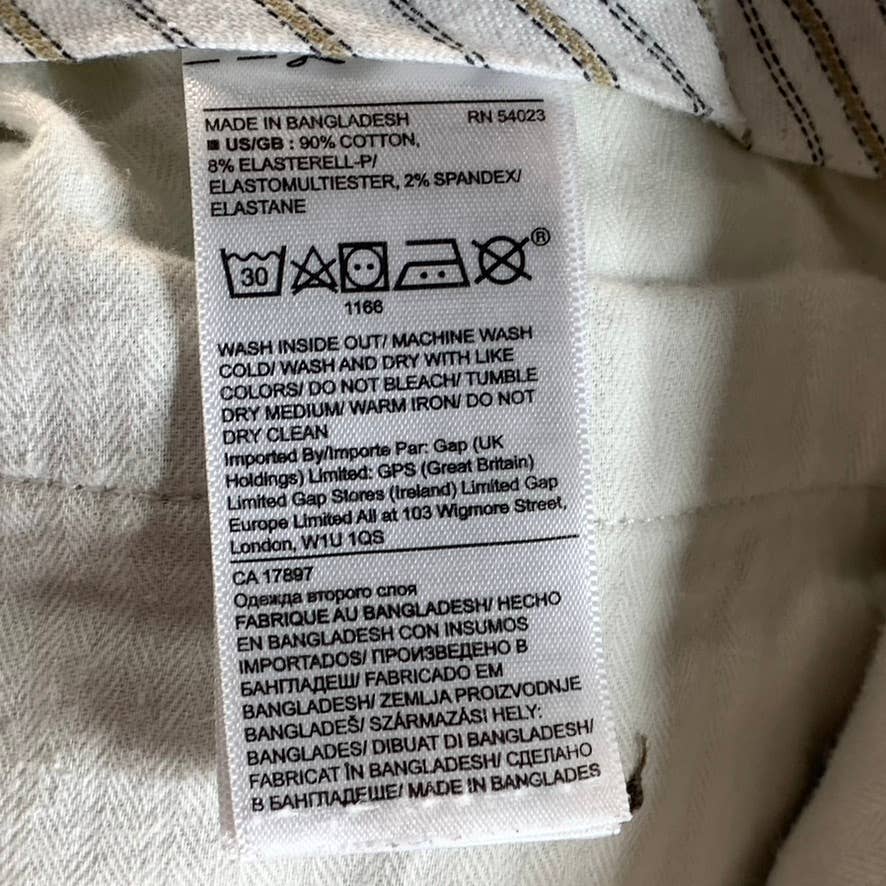 MADE IN BANGLADESH RN 54023
US/GB : 90% COTTON,
8% ELASTERELL-P/
ELASTOMULTIESTER, 2% SPANDEX/
ELASTANE
30 ®
1166
WASH INSIDE OUT/ MACHINE WASH
COLD/ WASH AND DRY WITH LIKE
COLORS/ DO NOT BLEACH/ TUMBLE
DRY MEDIUM/ WARM IRON/ DO NOT
DRY CLEAN
Imported By/Importe Par: Gap (UK
Holdings) Limited: GPS (Great Britain)
Limited Gap Stores (Ireland) Limited Gap
Europe Limited All at 103 Wigmore Street,
London, W1U 1QS
CA 17897
Одежда второго слоя
FABRIQUE AU BANGLADESH/ HECHO
EN BANGLADESH CON INSUMOS
IMPORTADOS/ ПРОИЗВЕДЕНО В
БАНГЛАДЕШ/ FABRICADO EM
BANGLADESH/ ZEMLJA PROIZVODNJE
BANGLADEŠ/ SZÁRMAZÁSI HELY:
BANGLADES/ DIBUAT DI BANGLADESH/
FABRICAT ÎN BANGLADESH/ СДЕЛАНО
В БАНГЛАДЕШЕ/ MADE IN BANGLADES